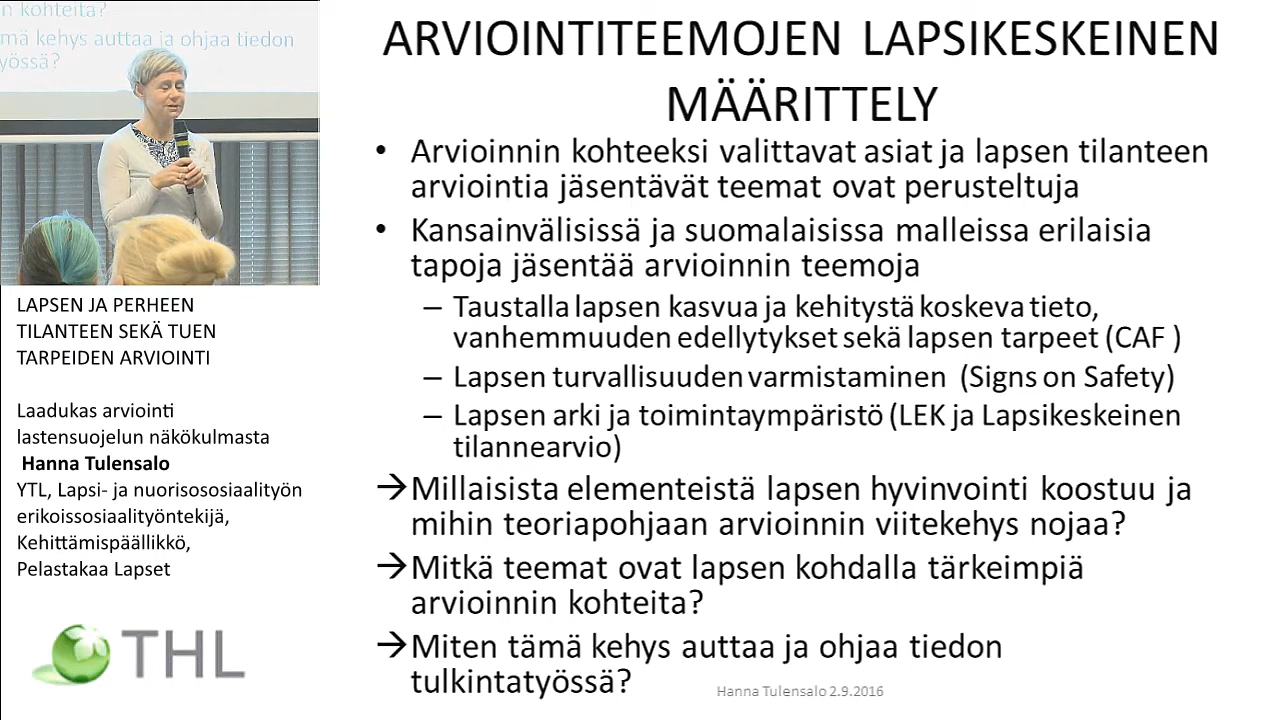 n kohteita?
mä kehys auttaa ja ohjaa tiedon
yössä?
LAPSEN JA PERHEEN
TILANTEEN SEKÄ TUEN
TARPEIDEN ARVIOINTI
Laadukas arviointi
lastensuojelun näkökulmasta
Hanna Tulensalo
YTL, Lapsi- ja nuorisososiaalityön
erikoissosiaalityöntekijä,
Kehittämispäällikkö,
Pelastakaa Lapset
THL
ARVIOINTITEEMOJEN LAPSIKESKEINEN
MÄÄRITTELY
• Arvioinnin kohteeksi valittavat asiat ja lapsen tilanteen
arviointia jäsentävät teemat ovat perusteltuja
• Kansainvälisissä ja suomalaisissa malleissa erilaisia
tapoja jäsentää arvioinnin teemoja
– Taustalla lapsen kasvua ja kehitystä koskeva tieto,
vanhemmuuden edellytykset sekä lapsen tarpeet (CAF )
– Lapsen turvallisuuden varmistaminen (Signs on Safety)
– Lapsen arki ja toimintaympäristö (LEK ja Lapsikeskeinen
tilannearvio)
→Millaisista elementeistä lapsen hyvinvointi koostuu ja
mihin teoriapohjaan arvioinnin viitekehys nojaa?
→Mitkä teemat ovat lapsen kohdalla tärkeimpiä
arvioinnin kohteita?
→Miten tämä kehys auttaa ja ohjaa tiedon
tulkintatyössä?
Hanna Tulensalo 2.9.2016